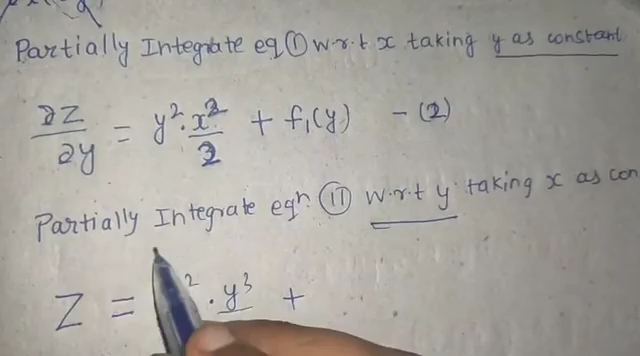 Partially Integrate eq ① w.r.t x taking y as constant
∂z/∂y = y² · x²/2 + f₁(y) - (2)
Partially Integrate eqn. ⑪ w.r.t y taking x as con
Z = ² · y³ +